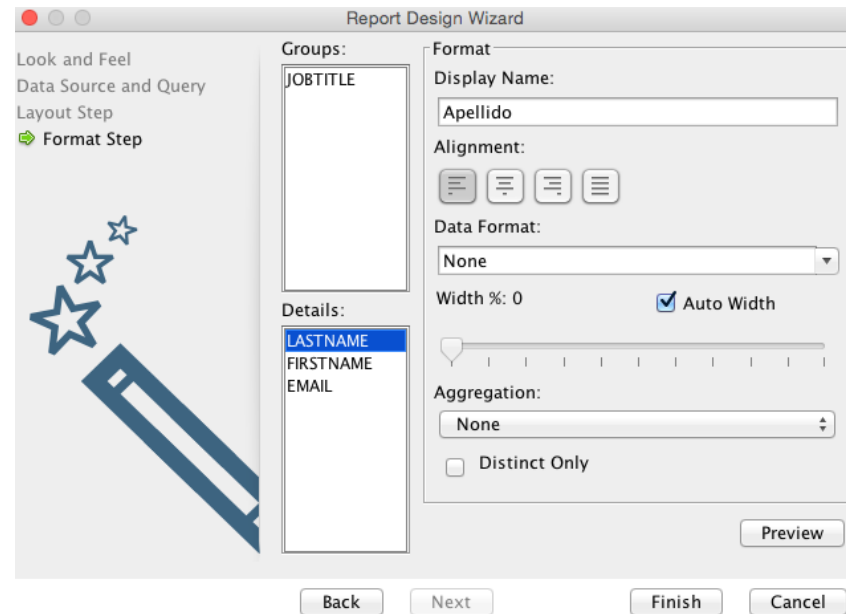 Report Design Wizard
Look and Feel
Data Source and Query
Layout Step
Format Step
Groups:
JOBTITLE
Details:
LASTNAME
FIRSTNAME
EMAIL
Format
Display Name:
Apellido
Alignment:
Data Format:
None
Width %: 0
Auto Width
Aggregation:
None
Distinct Only
Preview
Back
Next
Finish
Cancel